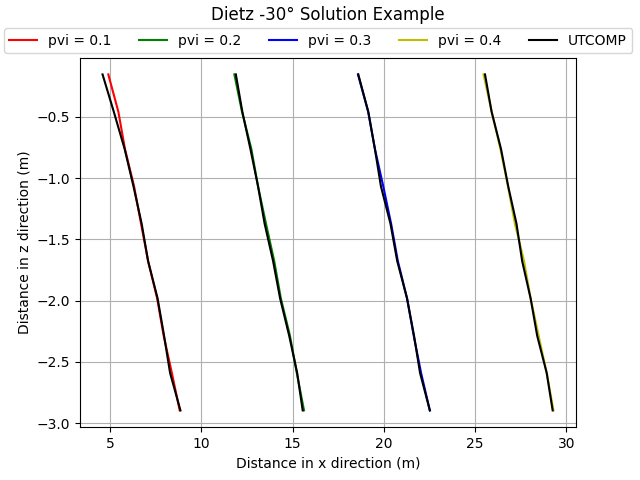 Dietz -30° Solution Example
pvi = 0.1 pvi = 0.2 pvi = 0.3 pvi = 0.4 UTCOMP
−0.5
−1.0
−1.5
−2.0
−2.5
−3.0
Distance in z direction (m)
5 10 15 20 25 30
Distance in x direction (m)